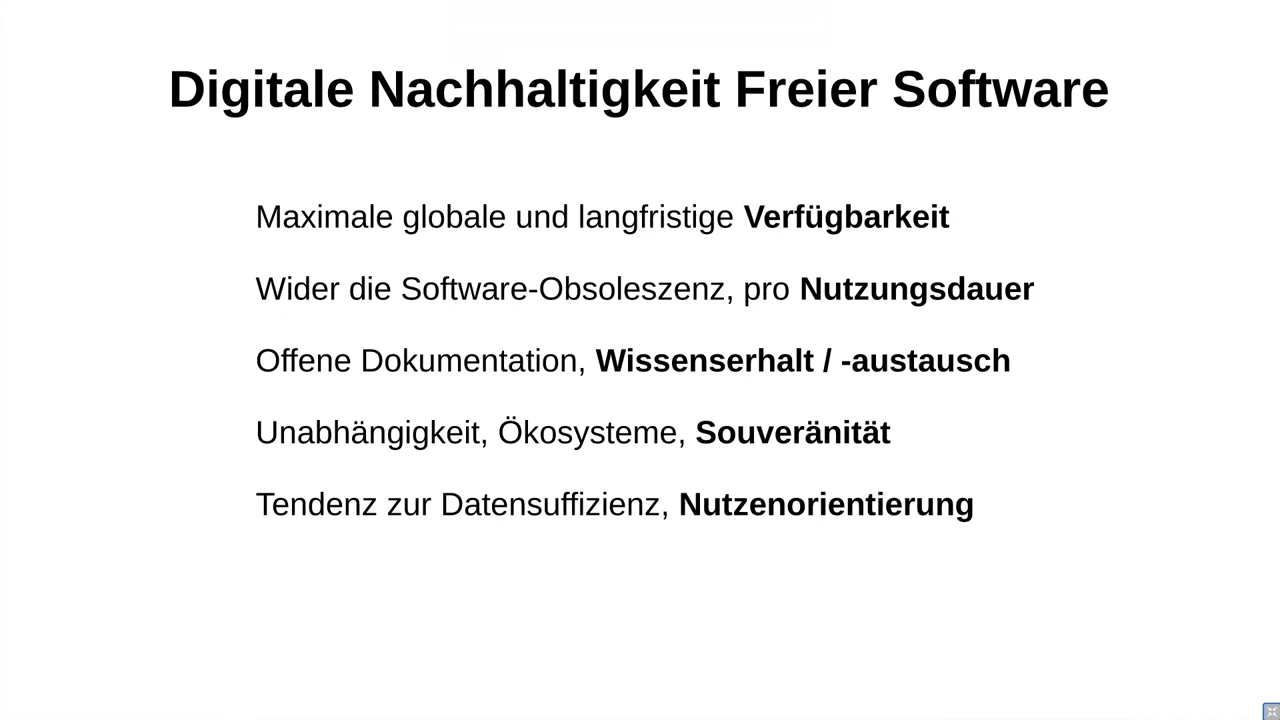 Digitale Nachhaltigkeit Freier Software
Maximale globale und langfristige Verfügbarkeit
Wider die Software-Obsoleszenz, pro Nutzungsdauer
Offene Dokumentation, Wissenserhalt / -austausch
Unabhängigkeit, Ökosysteme, Souveränität
Tendenz zur Datensuffizienz, Nutzenorientierung